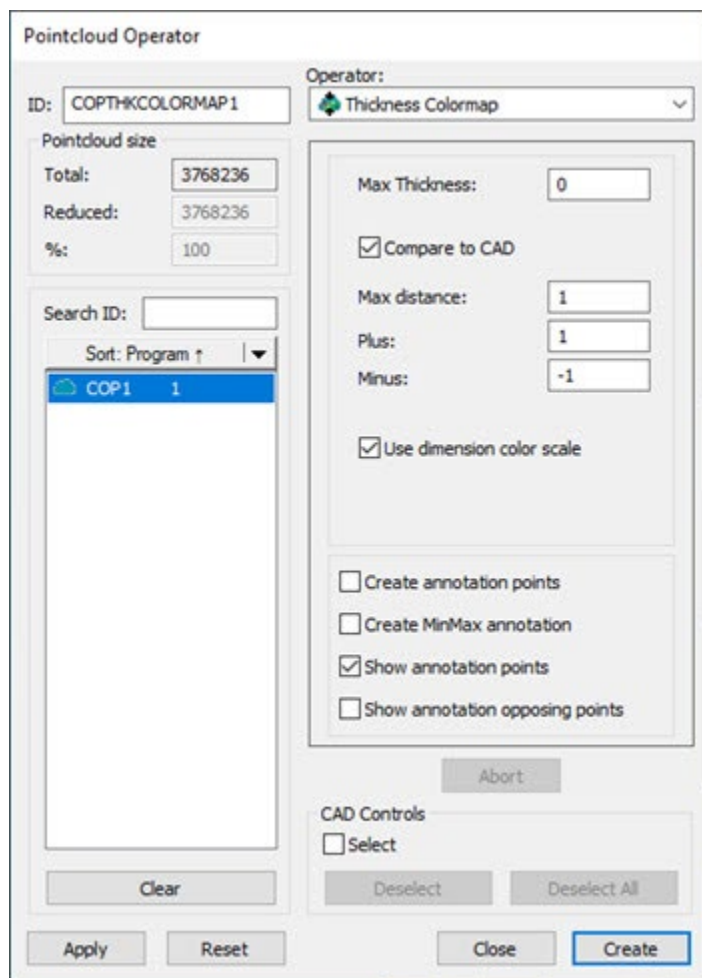 Pointcloud Operator
ID: COPTHKCOLORMAP1
Operator:
Thickness Colormap
Pointcloud size
Total: 3768236
Reduced: 3768236
%: 100
Search ID:
Sort: Program ↑
COP1 1
Clear
Max Thickness: 0
Compare to CAD
Max distance: 1
Plus: 1
Minus: -1
Use dimension color scale
Create annotation points
Create MinMax annotation
Show annotation points
Show annotation opposing points
Abort
CAD Controls
Select
Deselect Deselect All
Apply Reset Close Create